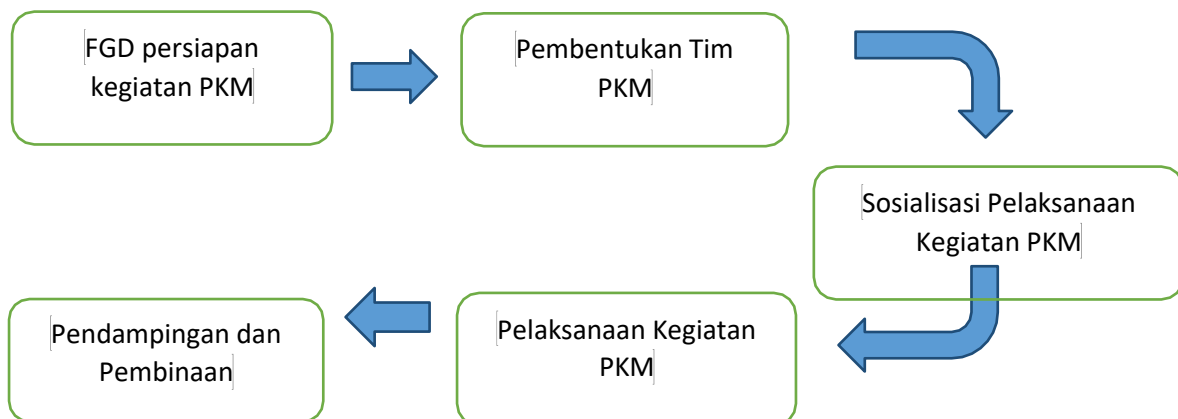 FGD persiapan
kegiatan PKM
Pembentukan Tim
PKM
Sosialisasi Pelaksanaan
Kegiatan PKM
Pelaksanaan Kegiatan
PKM
Pendampingan dan
Pembinaan